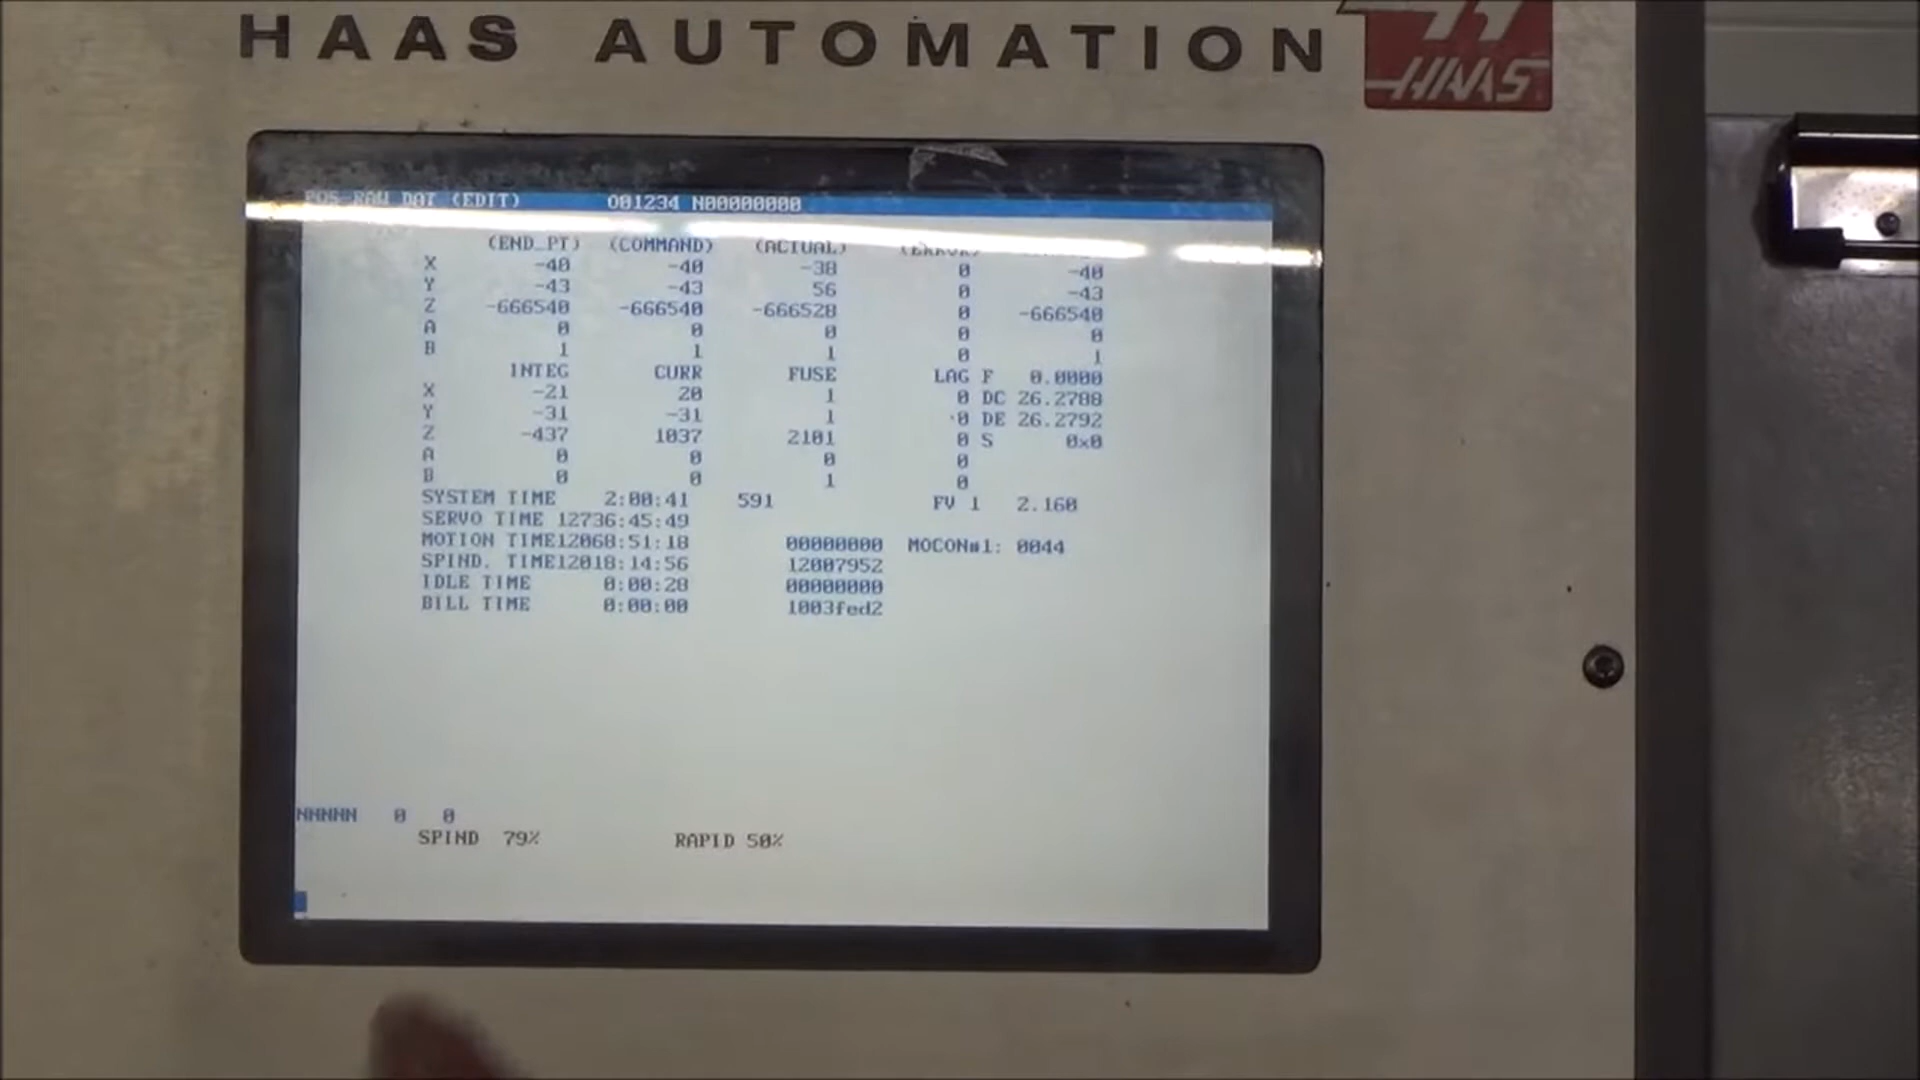 HAAS AUTOMATION
HAAS
POS RAW DAT (EDIT) O01234 N00000000
(END_PT) (COMMAND) (ACTUAL) (ERROR)
X -40 -40 -38 0 -40
Y -43 -43 56 0 -43
Z -666540 -666540 -666528 0 -666540
A 0 0 0 0 0
B 1 1 1 0 1
INTEG CURR FUSE LAG F 0.0000
X -21 20 1 0 DC 26.2788
Y -31 -31 1 0 DE 26.2792
Z -437 1037 2101 0 S 0x0
A 0 0 0 0
B 0 0 1 0
SYSTEM TIME 2:00:41 591 FV 1 2.160
SERVO TIME 12736:45:49
MOTION TIME12068:51:18 00000000 MOCON#1: 0044
SPIND. TIME12018:14:56 12007952
IDLE TIME 0:00:28 00000000
BILL TIME 0:00:00 1003fed2
NNNNN 0 0
SPIND 79% RAPID 50%